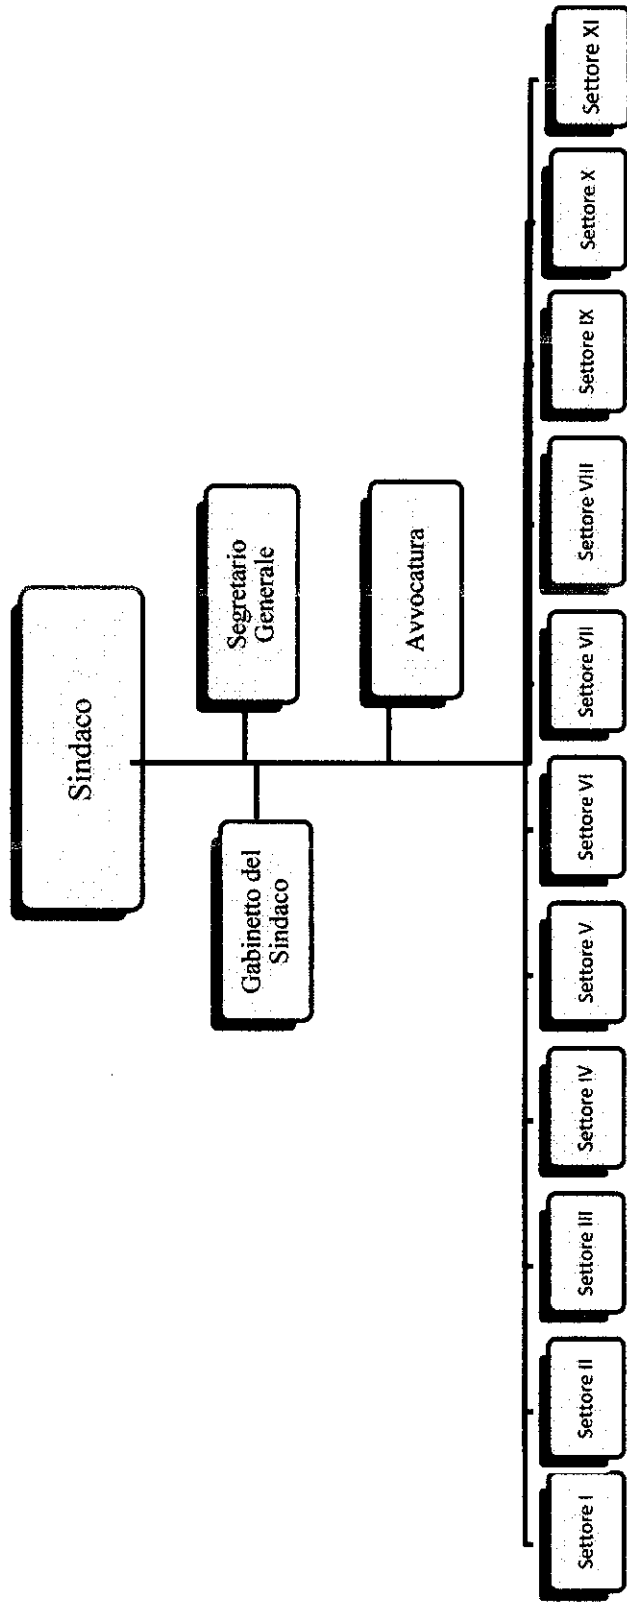 Sindaco
Gabinetto del
Sindaco
Segretario
Generale
Avvocatura
Settore I
Settore II
Settore III
Settore IV
Settore V
Settore VI
Settore VII
Settore VIII
Settore IX
Settore X
Settore XI